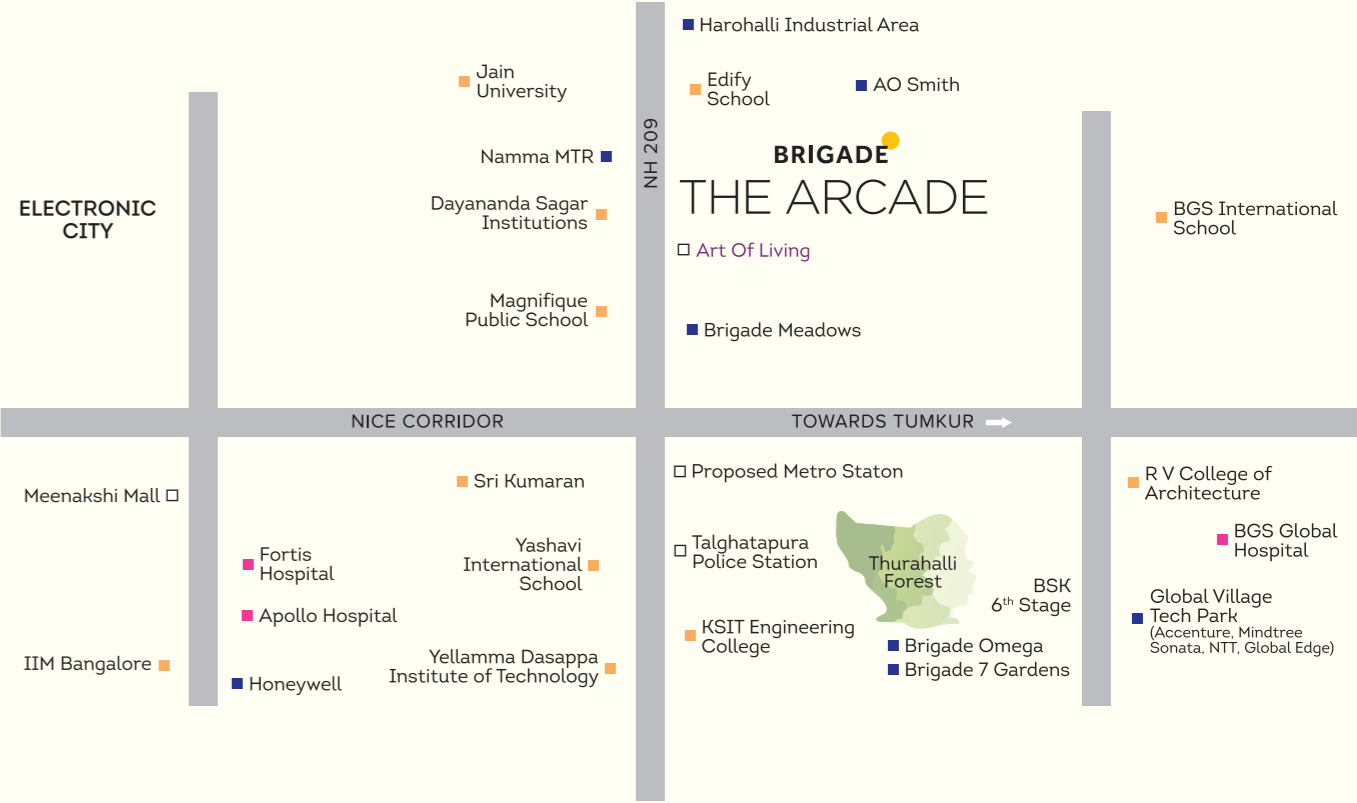 Harohalli Industrial Area
Jain
University
Edify
School
AO Smith
NH 209
Namma MTR
BRIGADE
THE ARCADE
ELECTRONIC
CITY
Dayananda Sagar
Institutions
BGS International
School
Art Of Living
Magnifique
Public School
Brigade Meadows
NICE CORRIDOR
TOWARDS TUMKUR
Meenakshi Mall
Sri Kumaran
Proposed Metro Staton
R V College of
Architecture
Fortis
Hospital
Yashavi
International
School
Talghatapura
Police Station
Thurahalli
Forest
BGS Global
Hospital
BSK
6th Stage
Apollo Hospital
Global Village
Tech Park
(Accenture, Mindtree
Sonata, NTT, Global Edge)
KSIT Engineering
College
Brigade Omega
Brigade 7 Gardens
IIM Bangalore
Honeywell
Yellamma Dasappa
Institute of Technology